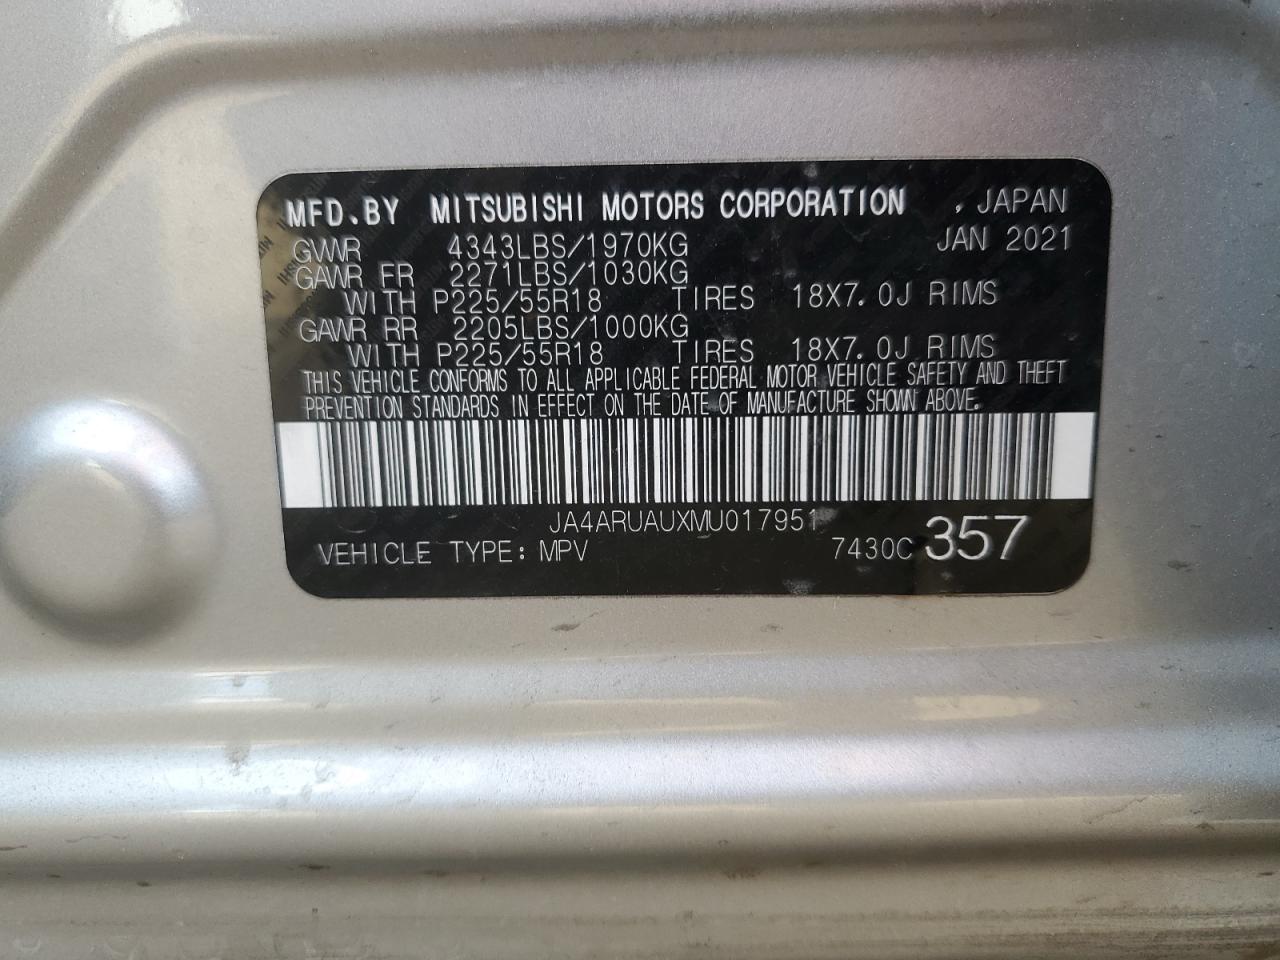 MFD.BY MITSUBISHI MOTORS CORPORATION , JAPAN
GVWR 4343LBS/1970KG JAN 2021
GAWR FR 2271LBS/1030KG
WITH P225/55R18 TIRES 18X7.0J RIMS
GAWR RR 2205LBS/1000KG
WITH P225/55R18 TIRES 18X7.0J RIMS
THIS VEHICLE CONFORMS TO ALL APPLICABLE FEDERAL MOTOR VEHICLE SAFETY AND THEFT
PREVENTION STANDARDS IN EFFECT ON THE DATE OF MANUFACTURE SHOWN ABOVE.
JA4ARUAUXMU017951
VEHICLE TYPE: MPV 7430C 357